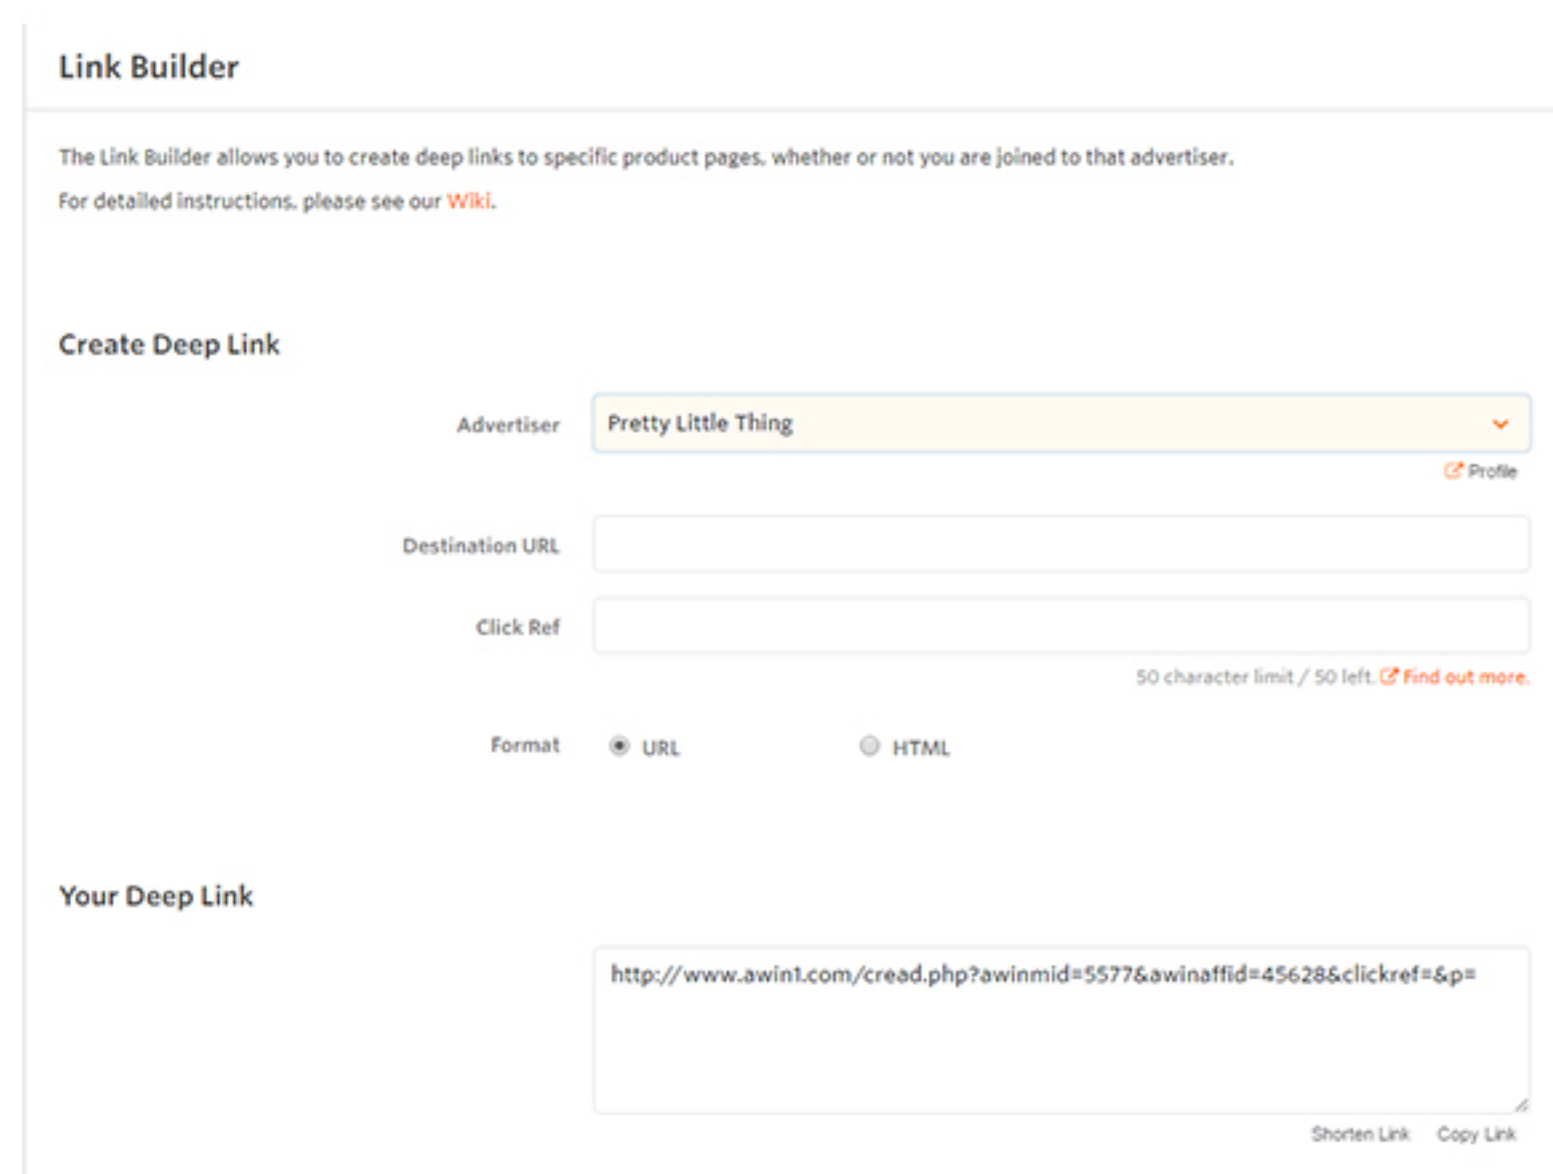 Link Builder
The Link Builder allows you to create deep links to specific product pages, whether or not you are joined to that advertiser.
For detailed instructions, please see our Wiki.
Create Deep Link
Advertiser
Pretty Little Thing
Profile
Destination URL
Click Ref
50 character limit / 50 left. Find out more.
Format
URL
HTML
Your Deep Link
http://www.awin1.com/cread.php?awinmid=5577&awinaffid=45628&clickref=&p=
Shorten Link Copy Link